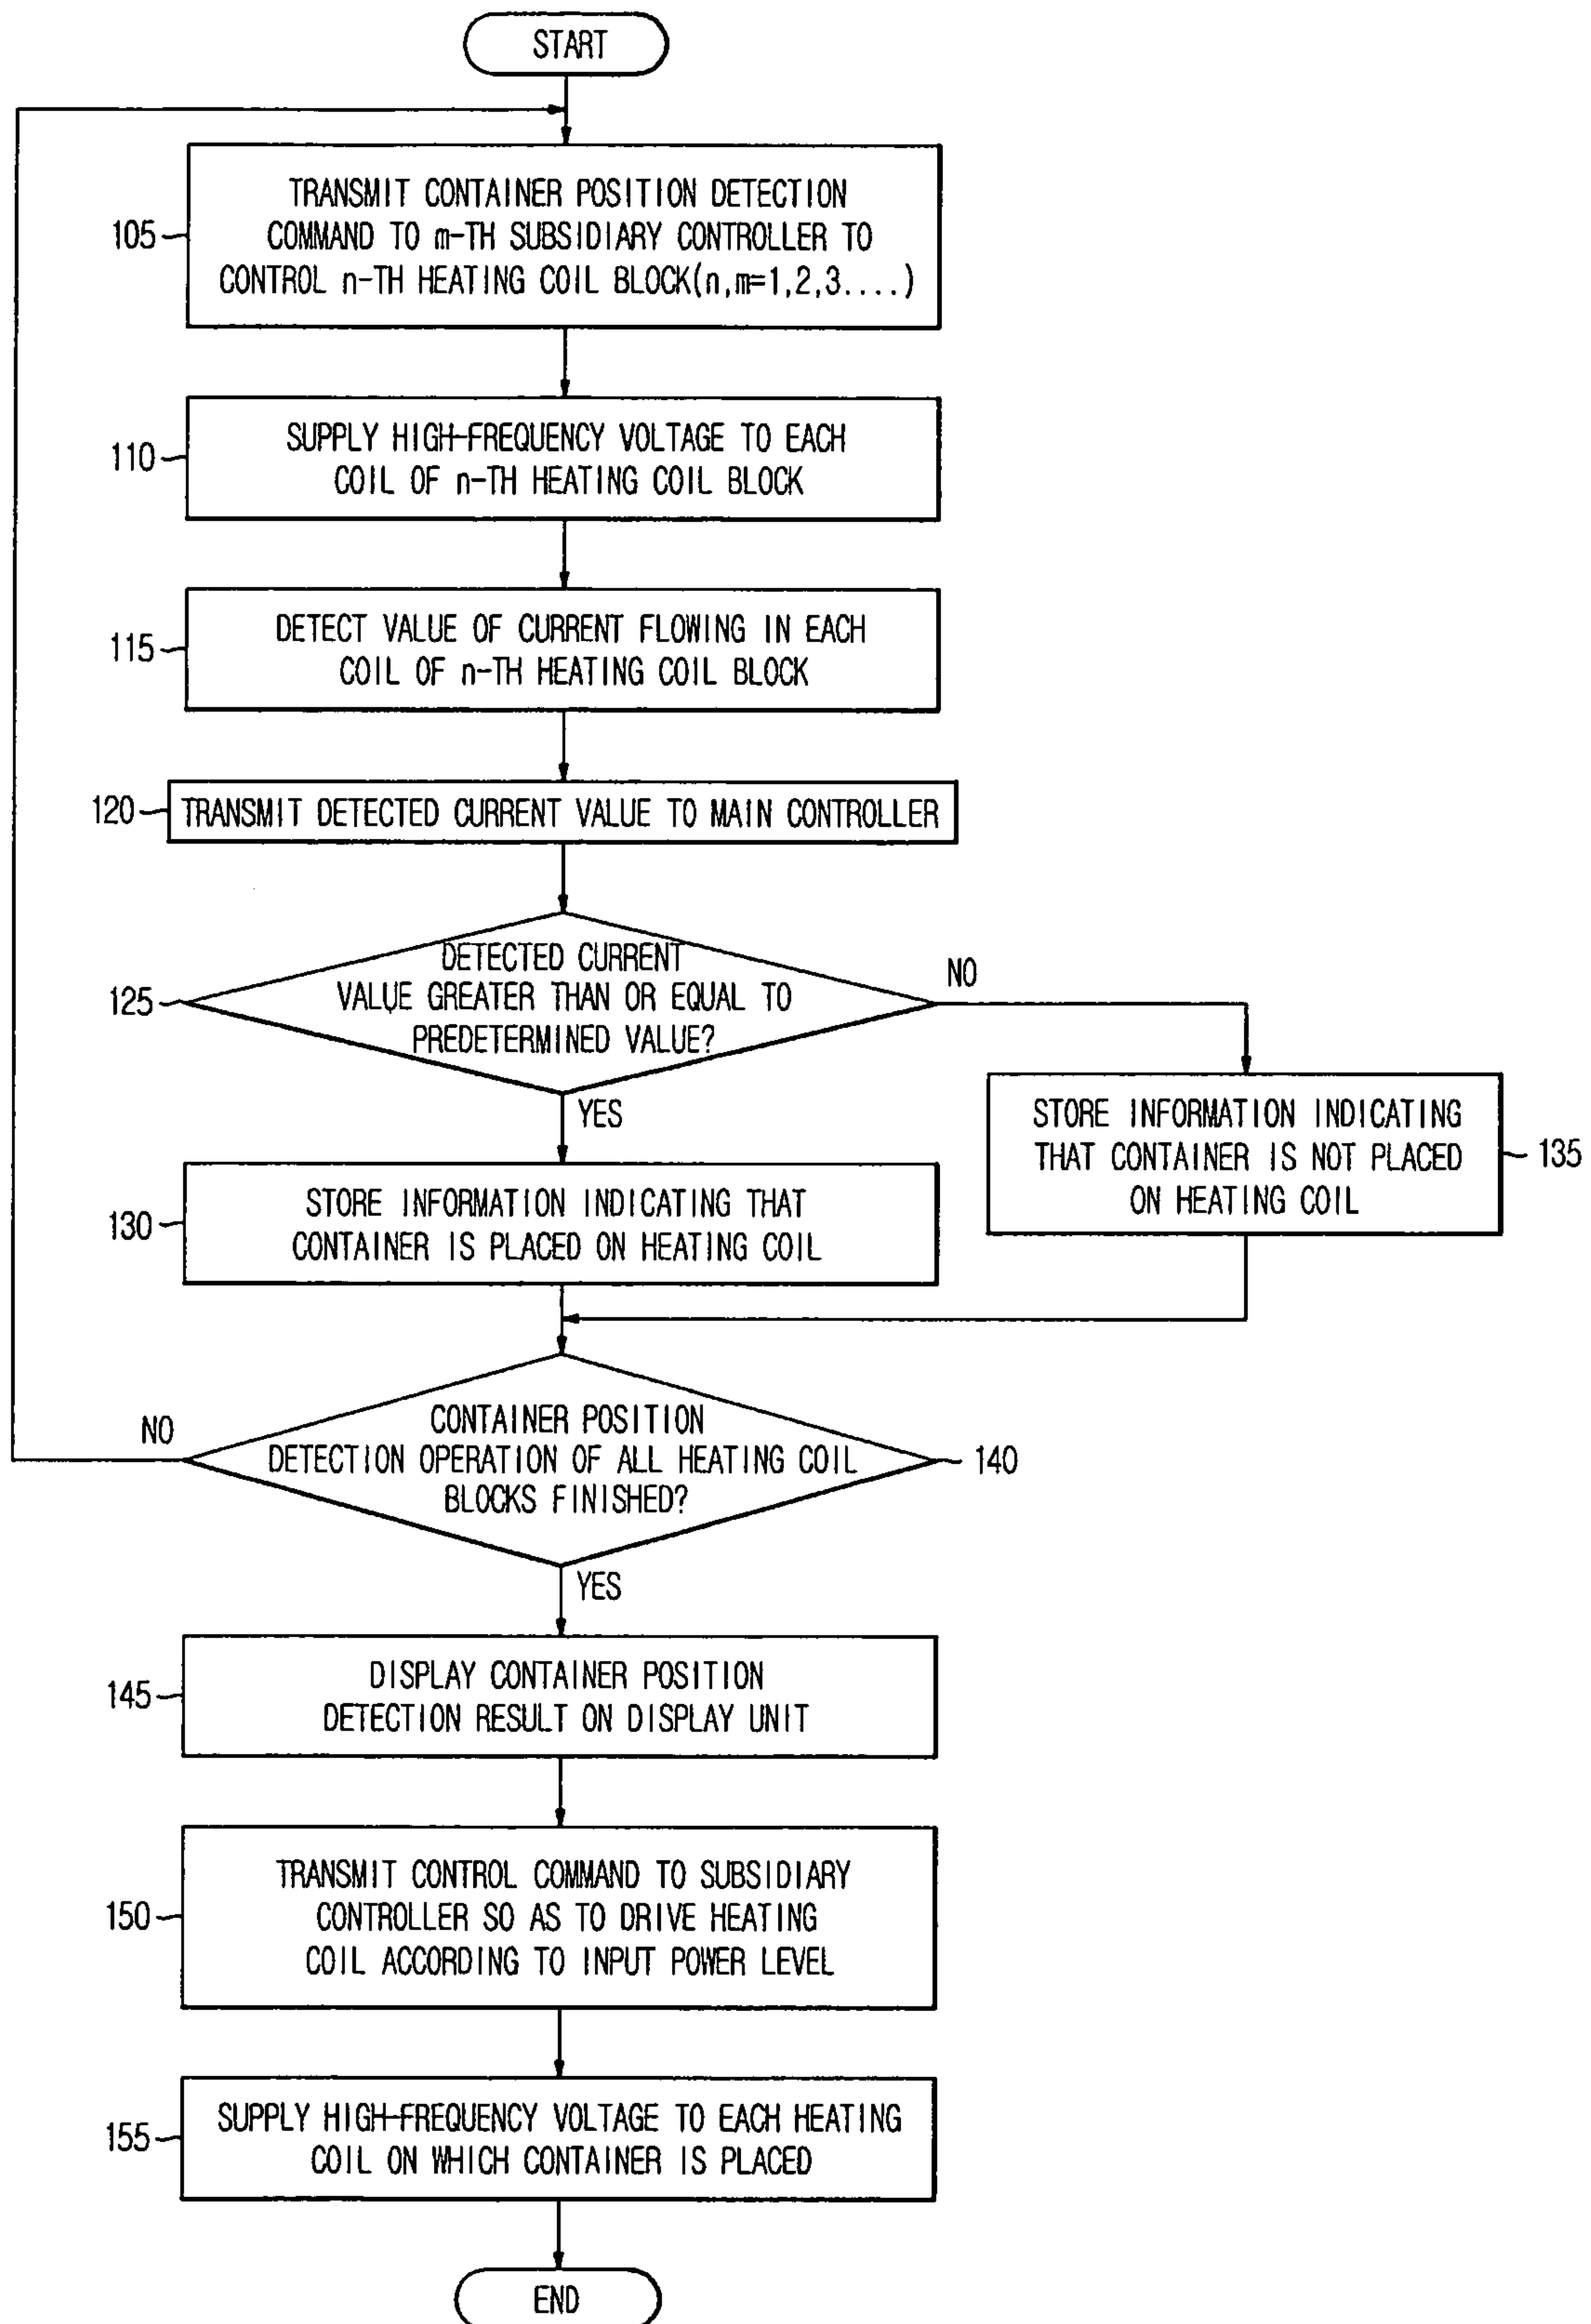 START
TRANSMIT CONTAINER POSITION DETECTION
105
COMMAND TO m-TH SUBSIDIARY CONTROLLER TO
CONTROL n-TH HEATING COIL BLOCK(n,m=1,2,3....)
SUPPLY HIGH-FREQUENCY VOLTAGE TO EACH
110
COIL OF n-TH HEATING COIL BLOCK
DETECT VALUE OF CURRENT FLOWING IN EACH
115
COIL OF n-TH HEATING COIL BLOCK
120
TRANSMIT DETECTED CURRENT VALUE TO MAIN CONTROLLER
DETECTED CURRENT
125
VALUE GREATER THAN OR EQUAL TO
PREDETERMINED VALUE?
NO
YES
STORE INFORMATION INDICATING
THAT CONTAINER IS NOT PLACED
ON HEATING COIL
135
STORE INFORMATION INDICATING THAT
130
CONTAINER IS PLACED ON HEATING COIL
CONTAINER POSITION
DETECTION OPERATION OF ALL HEATING COIL
BLOCKS FINISHED?
140
NO
YES
DISPLAY CONTAINER POSITION
145
DETECTION RESULT ON DISPLAY UNIT
TRANSMIT CONTROL COMMAND TO SUBSIDIARY
150
CONTROLLER SO AS TO DRIVE HEATING
COIL ACCORDING TO INPUT POWER LEVEL
SUPPLY HIGH-FREQUENCY VOLTAGE TO EACH HEATING
155
COIL ON WHICH CONTAINER IS PLACED
END